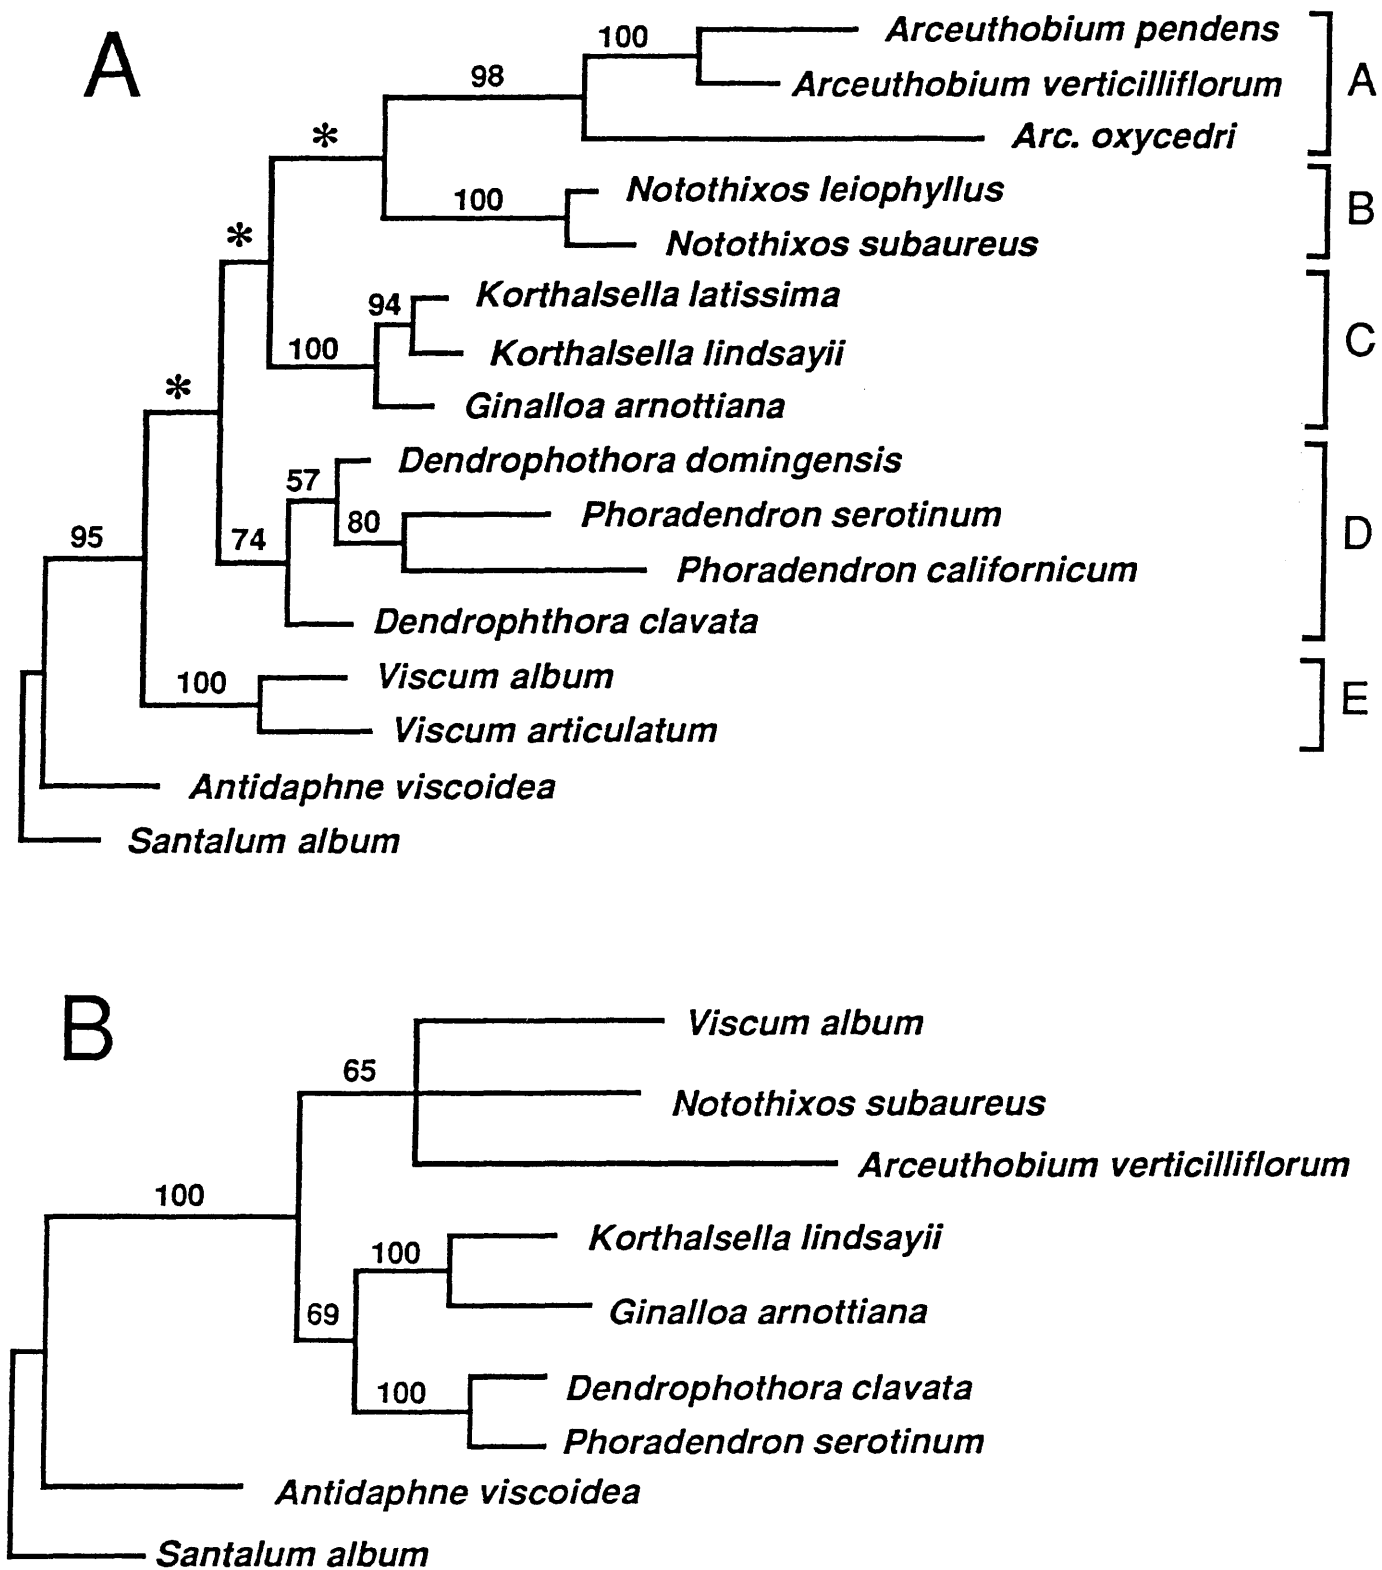 A
100
Arceuthobium pendens
98
Arceuthobium verticilliflorum
A
*
Arc. oxycedri
100
Notothixos leiophyllus
B
*
Notothixos subaureus
94
Korthalsella latissima
100
Korthalsella lindsayii
C
*
Ginalloa arnottiana
57
Dendrophothora domingensis
80
Phoradendron serotinum
95
74
D
Phoradendron californicum
Dendrophthora clavata
100
Viscum album
E
Viscum articulatum
Antidaphne viscoidea
Santalum album
B
Viscum album
65
Notothixos subaureus
Arceuthobium verticilliflorum
100
Korthalsella lindsayii
100
69
Ginalloa arnottiana
100
Dendrophothora clavata
Phoradendron serotinum
Antidaphne viscoidea
Santalum album